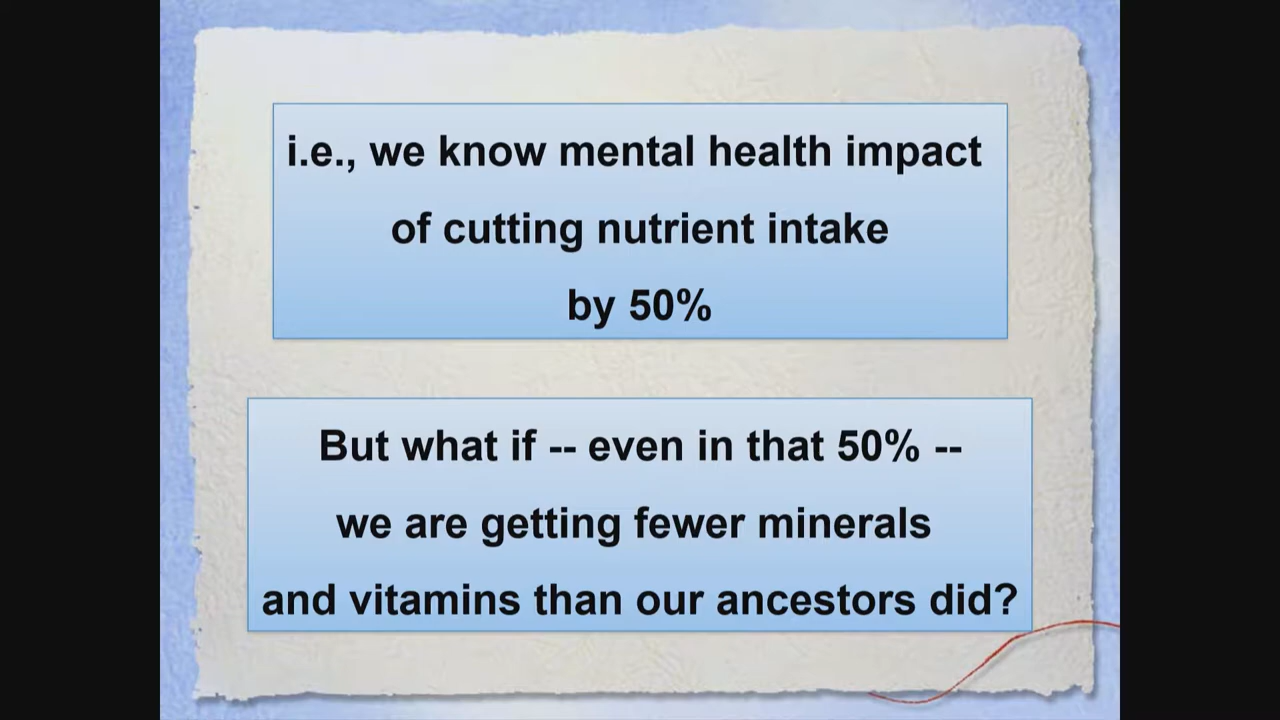 i.e., we know mental health impact
of cutting nutrient intake
by 50%
But what if -- even in that 50% --
we are getting fewer minerals
and vitamins than our ancestors did?